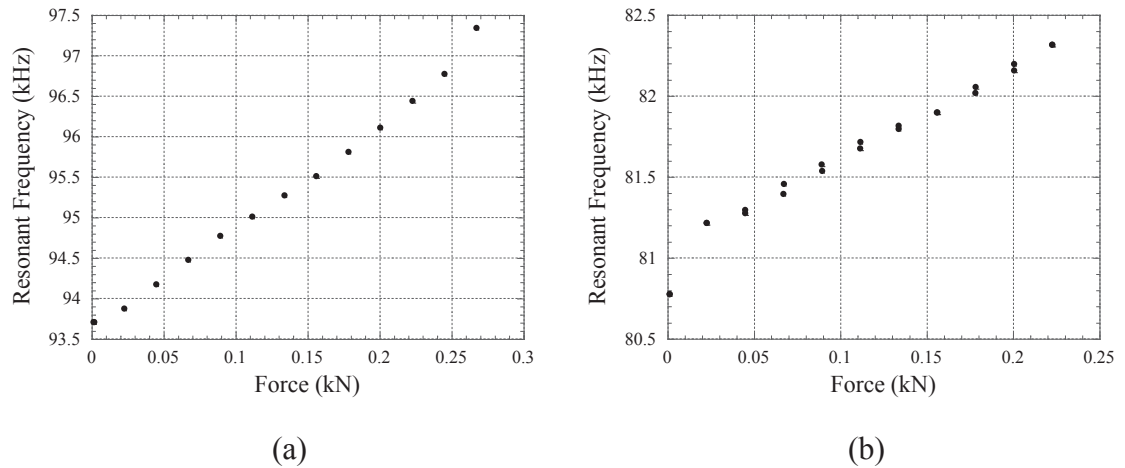 97.5
97
96.5
96
95.5
95
94.5
94
93.5
0 0.05 0.1 0.15 0.2 0.25 0.3
Resonant Frequency (kHz)
Force (kN)
(a)
82.5
82
81.5
81
80.5
0 0.05 0.1 0.15 0.2 0.25
Resonant Frequency (kHz)
Force (kN)
(b)